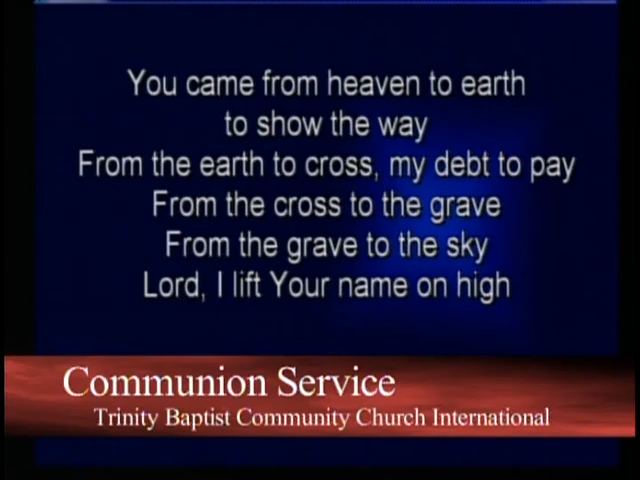 You came from heaven to earth
to show the way
From the earth to cross, my debt to pay
From the cross to the grave
From the grave to the sky
Lord, I lift Your name on high
Communion Service
Trinity Baptist Community Church International